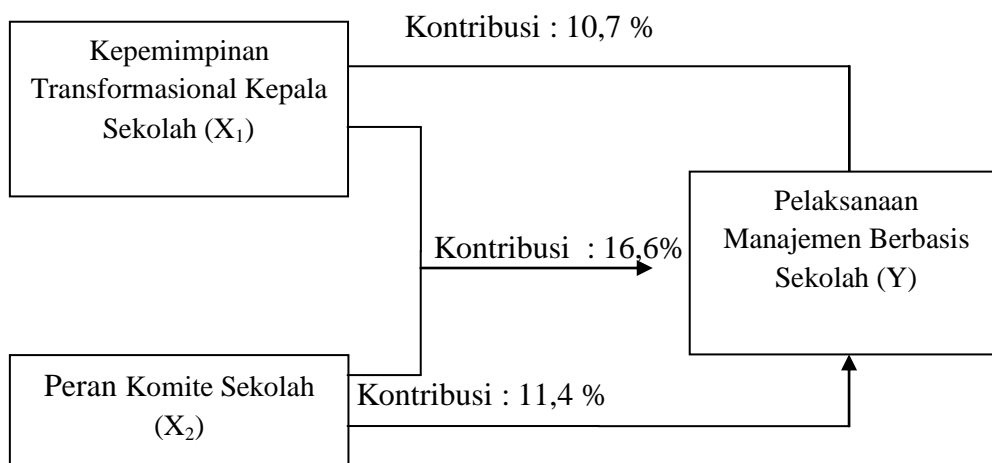 Kontribusi : 10,7 %
Kepemimpinan
Transformasional Kepala
Sekolah (X₁)
Pelaksanaan
Manajemen Berbasis
Sekolah (Y)
Kontribusi  : 16,6%
Peran Komite Sekolah
(X₂)
Kontribusi : 11,4 %